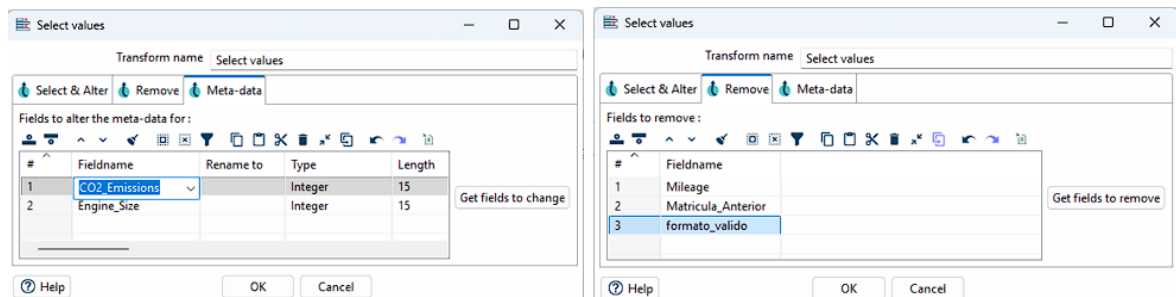 Select values
Transform name Select values
Select & Alter Remove Meta-data
Fields to alter the meta-data for :
# Fieldname Rename to Type Length
1 CO2_Emissions Integer 15
2 Engine_Size Integer 15
Get fields to change
Help OK Cancel
Select values
Transform name Select values
Select & Alter Remove Meta-data
Fields to remove :
# Fieldname
1 Mileage
2 Matricula_Anterior
3 formato_valido
Get fields to remove
Help OK Cancel